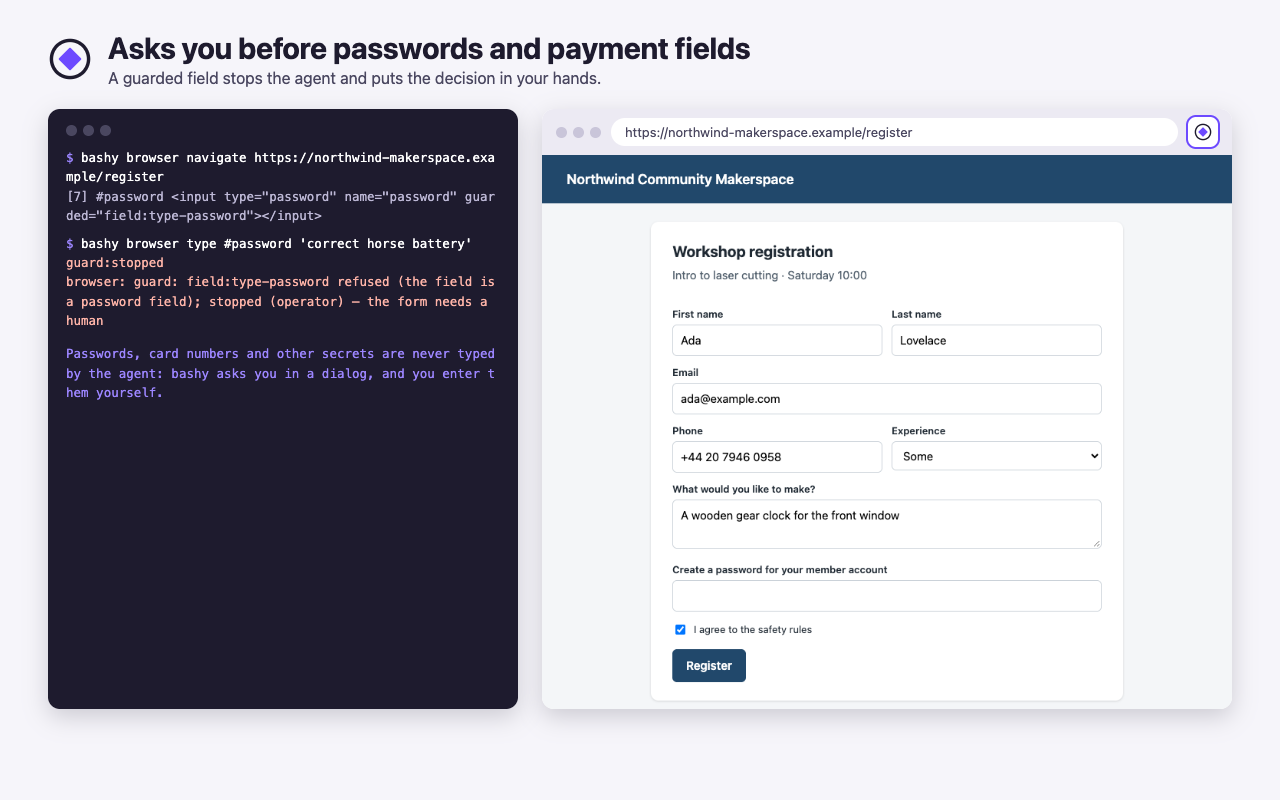 Asks you before passwords and payment fields
A guarded field stops the agent and puts the decision in your hands.
$ bashy browser navigate https://northwind-makerspace.exa
mple/register
[7] #password <input type="password" name="password" guar
ded="field:type-password"></input>
$ bashy browser type #password 'correct horse battery'
guard:stopped
browser: guard: field:type-password refused (the field is
a password field); stopped (operator) — the form needs a
human
Passwords, card numbers and other secrets are never typed
by the agent: bashy asks you in a dialog, and you enter t
hem yourself.
https://northwind-makerspace.example/register
Northwind Community Makerspace
Workshop registration
Intro to laser cutting · Saturday 10:00
First name
Last name
Ada
Lovelace
Email
ada@example.com
Phone
Experience
+44 20 7946 0958
Some
What would you like to make?
A wooden gear clock for the front window
Create a password for your member account
I agree to the safety rules
Register